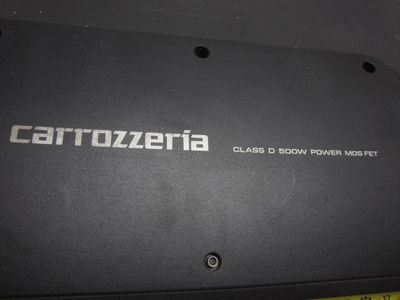 carrozzeria
CLASS D 500W POWER MOS FET